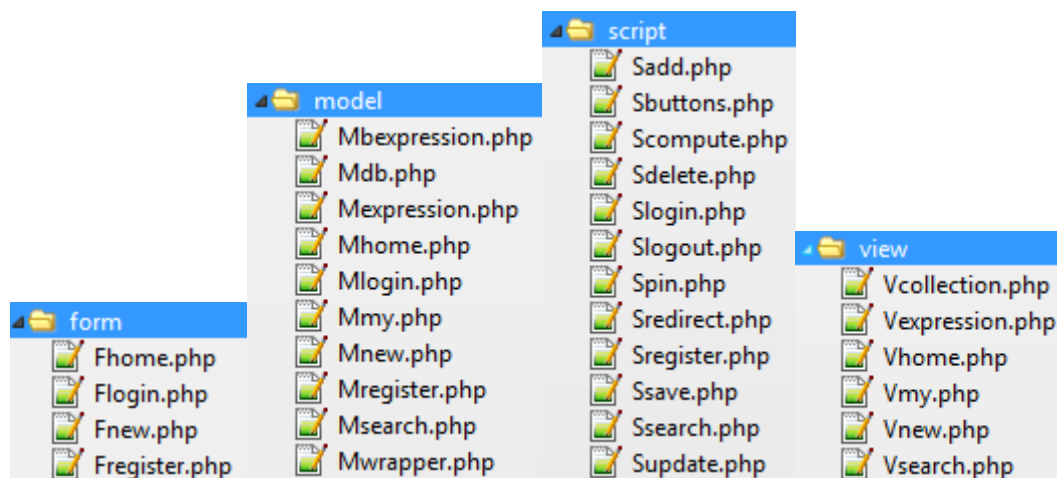 form
Fhome.php
Flogin.php
Fnew.php
Fregister.php
model
Mbexpression.php
Mdb.php
Mexpression.php
Mhome.php
Mlogin.php
Mmy.php
Mnew.php
Mregister.php
Msearch.php
Mwrapper.php
script
Sadd.php
Sbuttons.php
Scompute.php
Sdelete.php
Slogin.php
Slogout.php
Spin.php
Sredirect.php
Sregister.php
Ssave.php
Ssearch.php
Supdate.php
view
Vcollection.php
Vexpression.php
Vhome.php
Vmy.php
Vnew.php
Vsearch.php